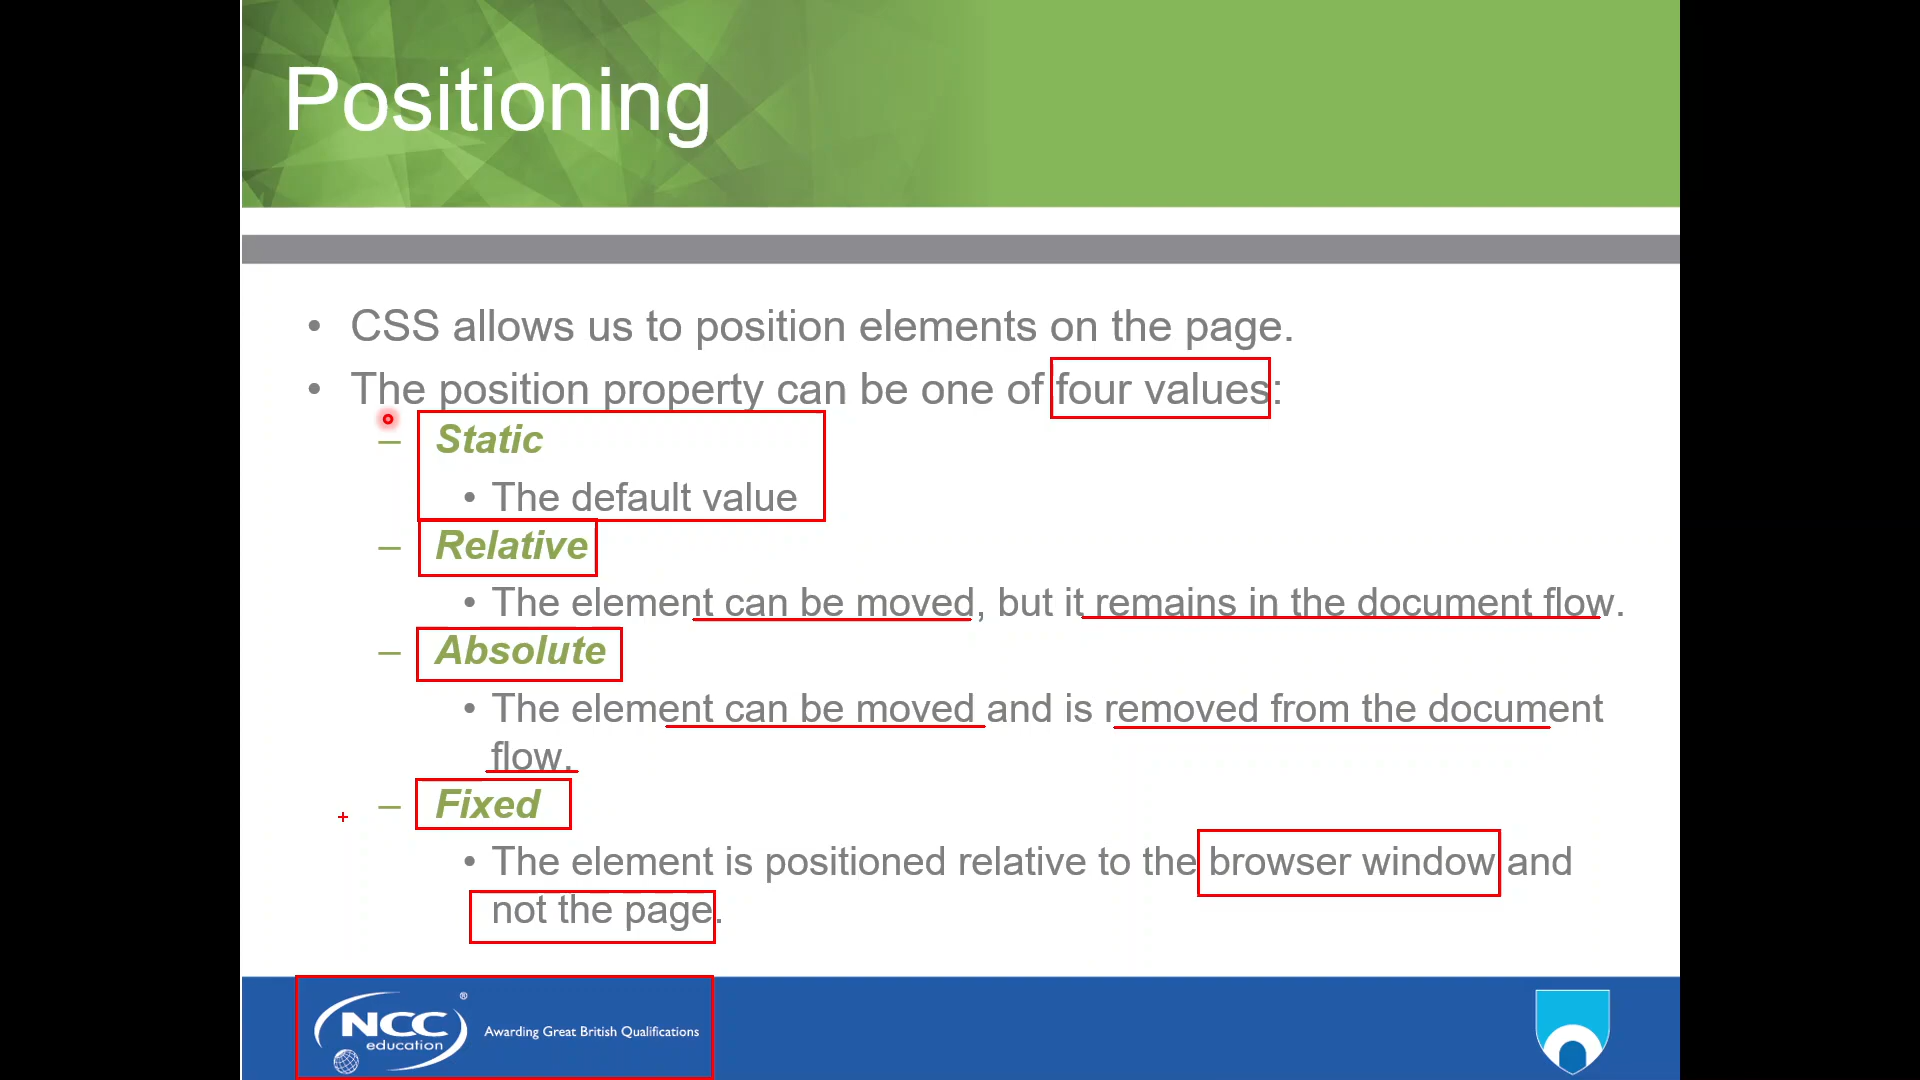 Positioning
• CSS allows us to position elements on the page.
• The position property can be one of four values:
– Static
• The default value
– Relative
• The element can be moved, but it remains in the document flow.
– Absolute
• The element can be moved and is removed from the document
flow.
– Fixed
• The element is positioned relative to the browser window and
not the page.
NCC®
education
Awarding Great British Qualifications